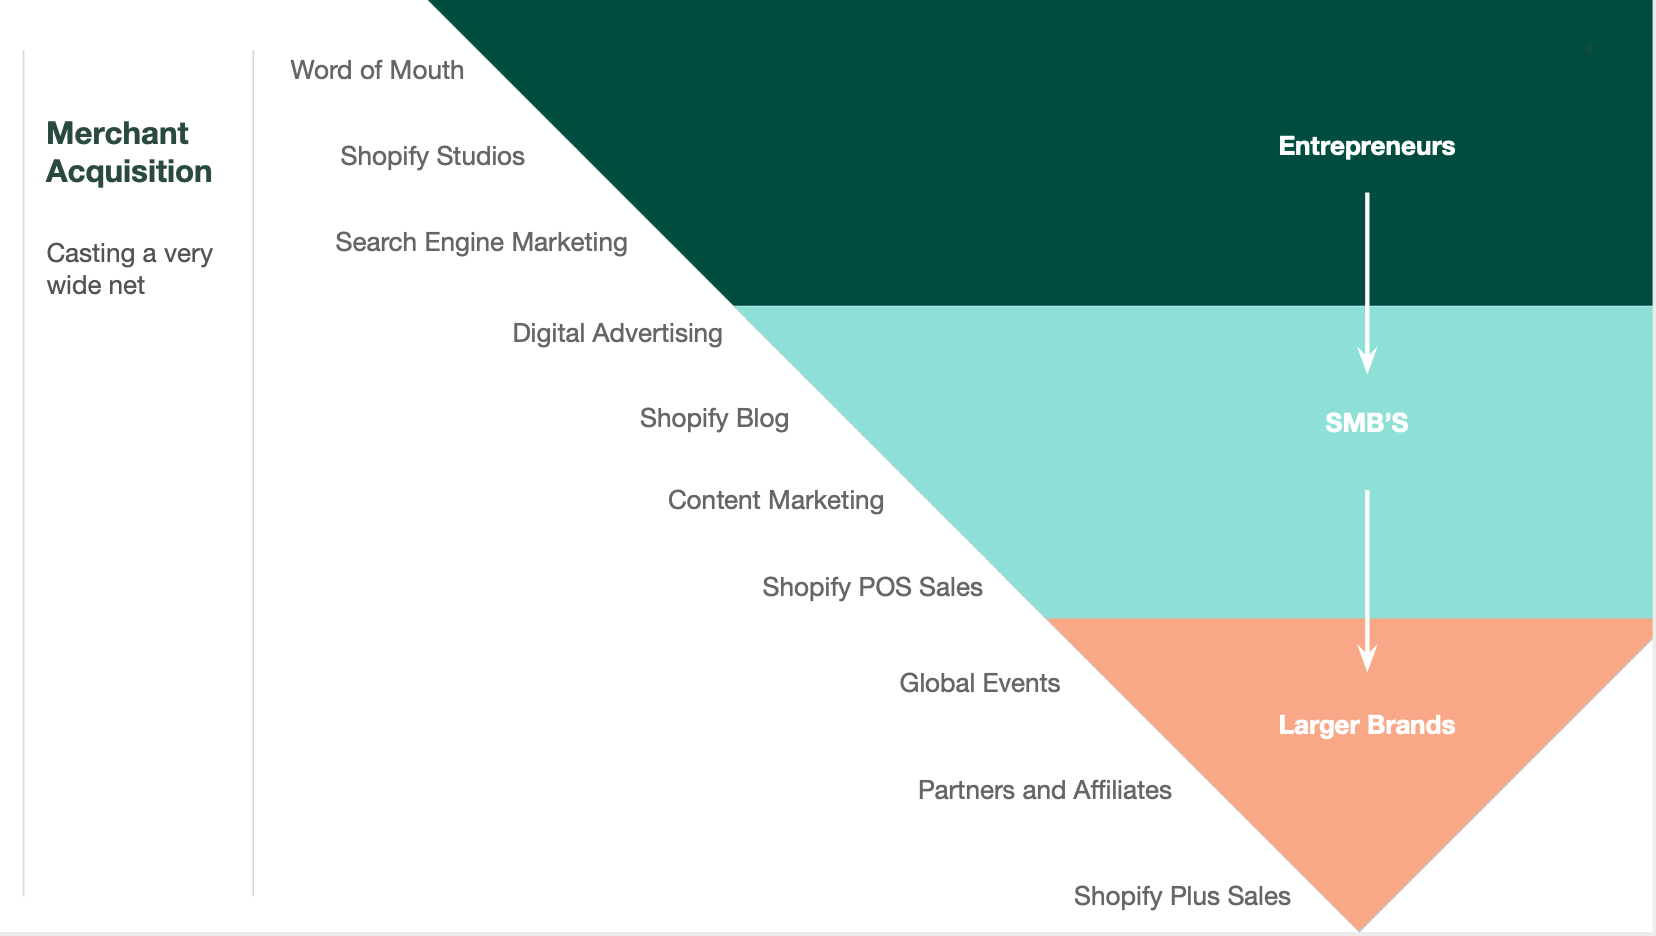 Merchant
Acquisition
Casting a very
wide net
Word of Mouth
Shopify Studios
Search Engine Marketing
Digital Advertising
Shopify Blog
Content Marketing
Shopify POS Sales
Global Events
Partners and Affiliates
Shopify Plus Sales
8
Entrepreneurs
SMB’S
Larger Brands